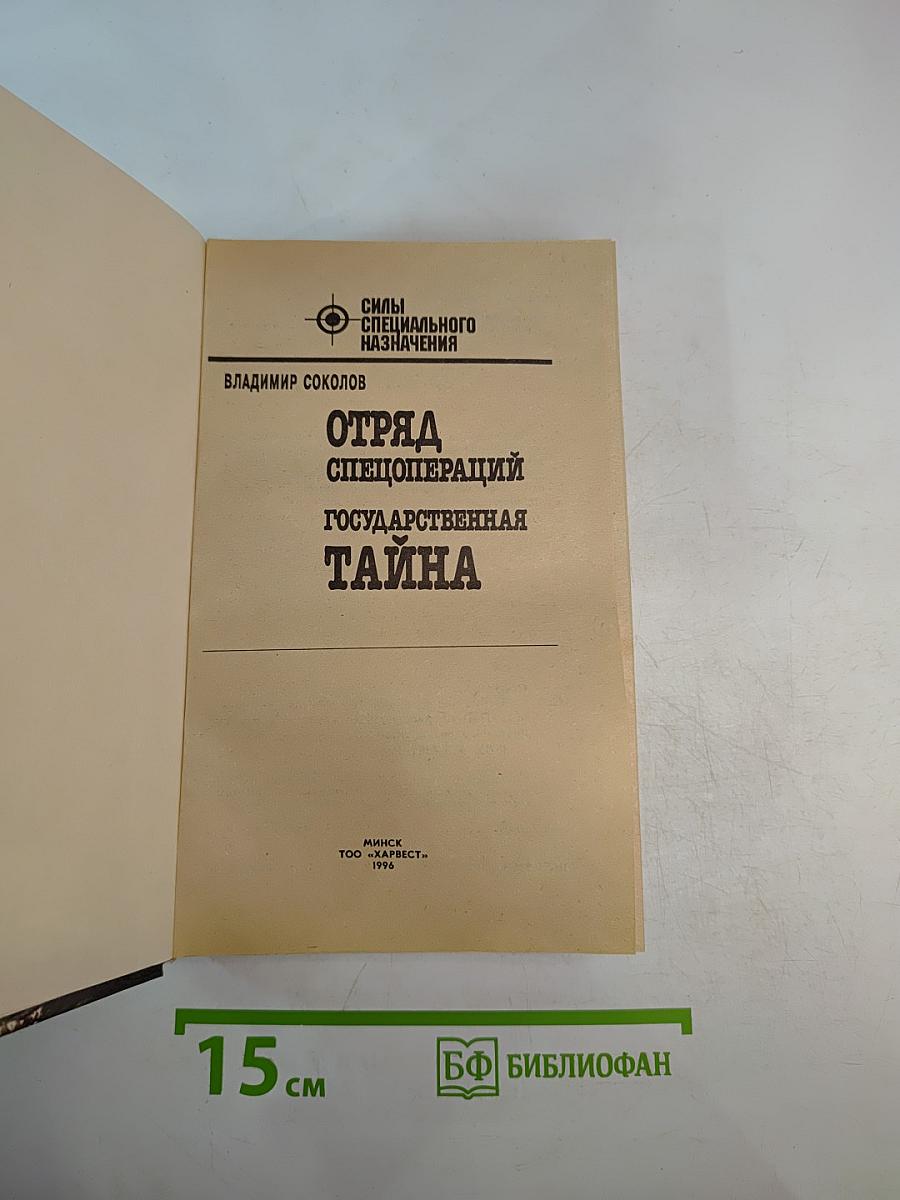 СИЛЫ
СПЕЦИАЛЬНОГО
НАЗНАЧЕНИЯ
ВЛАДИМИР СОКОЛОВ
ОТРЯД
СПЕЦОПЕРАЦИЙ
ГОСУДАРСТВЕННАЯ
ТАЙНА
МИНСК
ТОО «ХАРВЕСТ»
1996
15 см
БФ БИБЛИОФАН